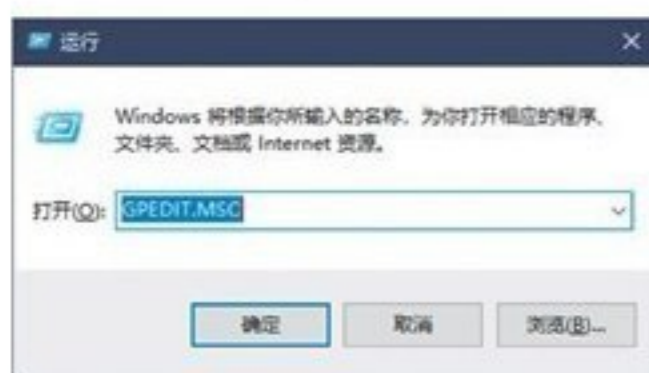 运行
Windows 将根据你所输入的名称，为你打开相应的程序、
文件夹、文档或 Internet 资源。
打开(O): GPEDIT.MSC
确定 取消 浏览(B)...